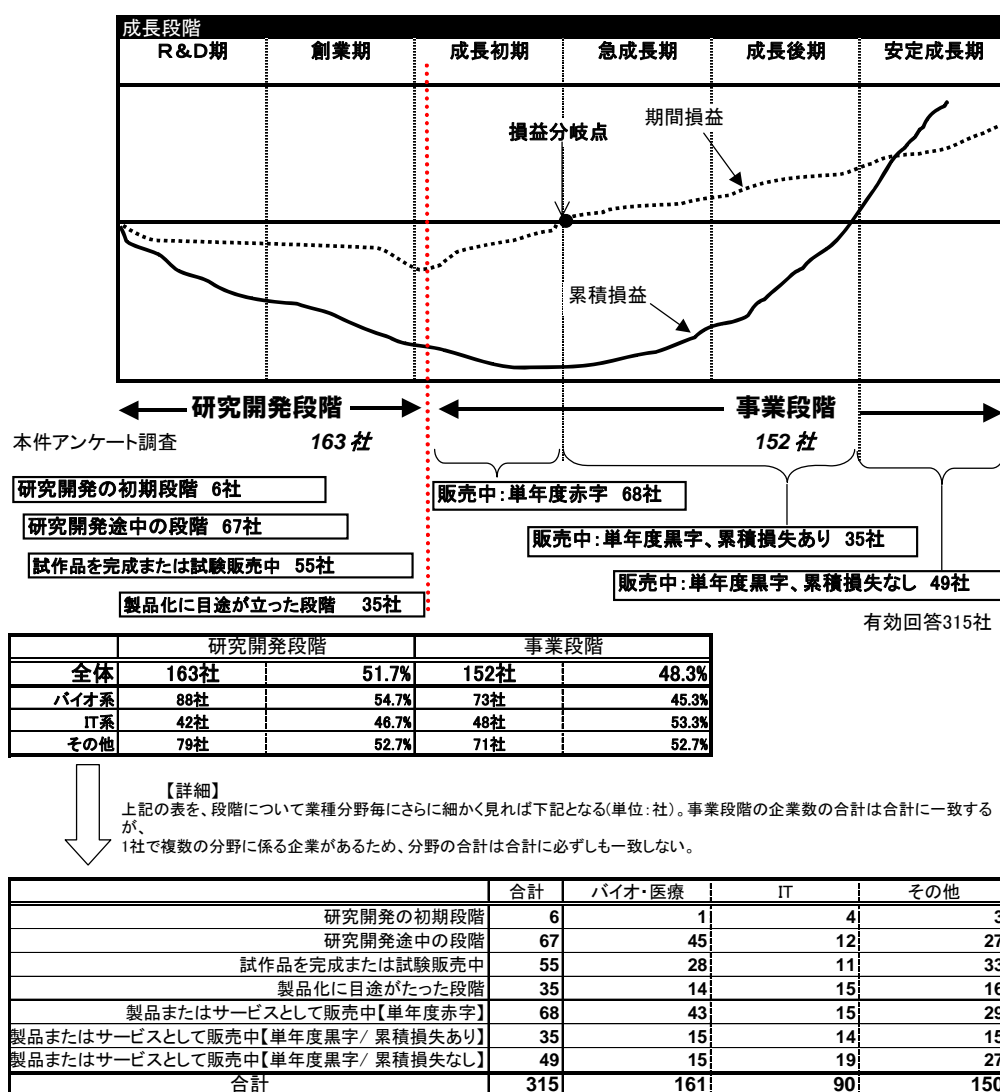 成長段階
R&D期 創業期 成長初期 急成長期 成長後期 安定成長期
期間損益
損益分岐点
累積損益
研究開発段階 事業段階
本件アンケート調査 163 社 152 社
研究開発の初期段階 6社
販売中：単年度赤字 68社
研究開発途中の段階 67社
販売中：単年度黒字、累積損失あり 35社
試作品を完成または試験販売中 55社
販売中：単年度黒字、累積損失なし 49社
製品化に目途が立った段階 35社
有効回答315社
研究開発段階 事業段階
全体 163社 51.7% 152社 48.3%
バイオ系 88社 54.7% 73社 45.3%
IT系 42社 46.7% 48社 53.3%
その他 79社 52.7% 71社 52.7%
【詳細】
上記の表を、段階について業種分野毎にさらに細かく見れば下記となる(単位：社)。事業段階の企業数の合計は合計に一致する
が、
1社で複数の分野に係る企業があるため、分野の合計は合計に必ずしも一致しない。
合計 バイオ・医療 IT その他
研究開発の初期段階 6 1 4 3
研究開発途中の段階 67 45 12 27
試作品を完成または試験販売中 55 28 11 33
製品化に目途がたった段階 35 14 15 16
製品またはサービスとして販売中【単年度赤字】 68 43 15 29
製品またはサービスとして販売中【単年度黒字/ 累積損失あり】 35 15 14 15
製品またはサービスとして販売中【単年度黒字/ 累積損失なし】 49 15 19 27
合計 315 161 90 150